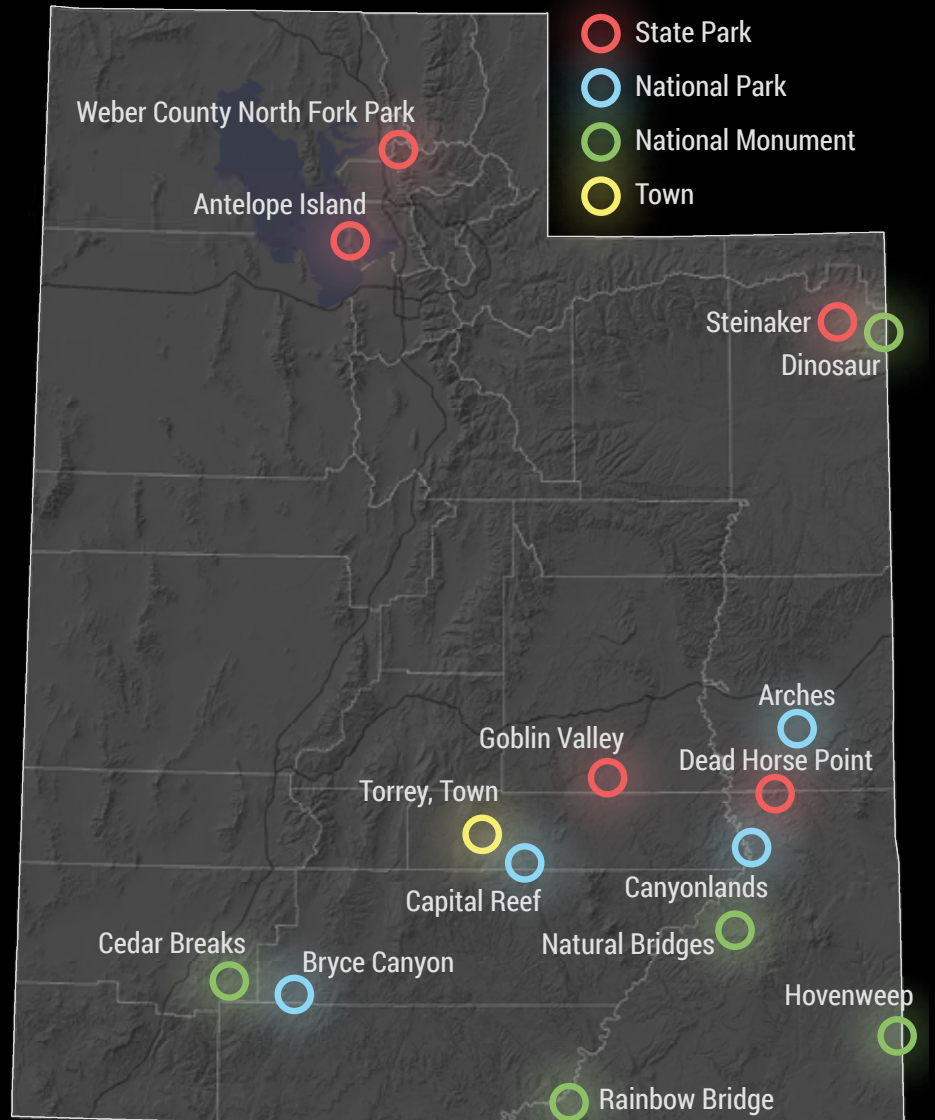 State Park
National Park
National Monument
Town
Weber County North Fork Park
Antelope Island
Steinaker
Dinosaur
Arches
Goblin Valley
Dead Horse Point
Torrey, Town
Canyonlands
Capital Reef
Natural Bridges
Cedar Breaks
Bryce Canyon
Hovenweep
Rainbow Bridge